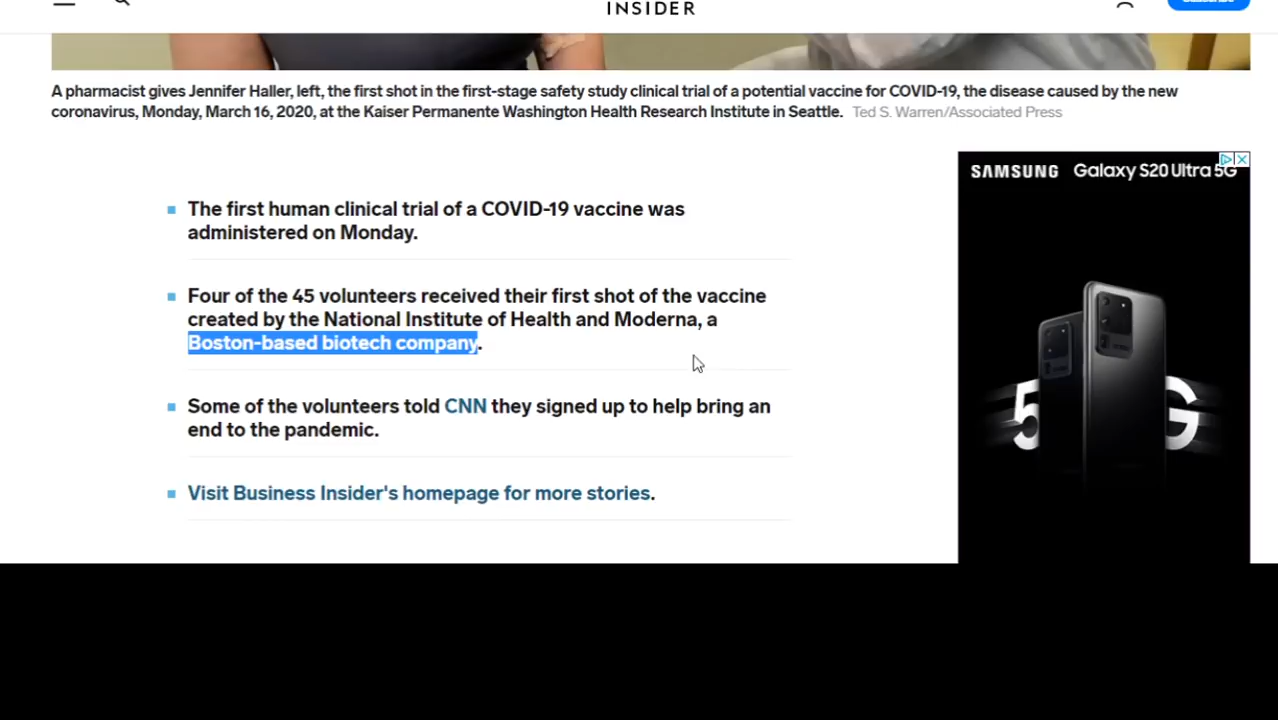 INSIDER
Subscribe
A pharmacist gives Jennifer Haller, left, the first shot in the first-stage safety study clinical trial of a potential vaccine for COVID-19, the disease caused by the new
coronavirus, Monday, March 16, 2020, at the Kaiser Permanente Washington Health Research Institute in Seattle. Ted S. Warren/Associated Press
SAMSUNG Galaxy S20 Ultra 5G
The first human clinical trial of a COVID-19 vaccine was
administered on Monday.
Four of the 45 volunteers received their first shot of the vaccine
created by the National Institute of Health and Moderna, a
Boston-based biotech company.
Some of the volunteers told CNN they signed up to help bring an
end to the pandemic.
Visit Business Insider's homepage for more stories.
5G